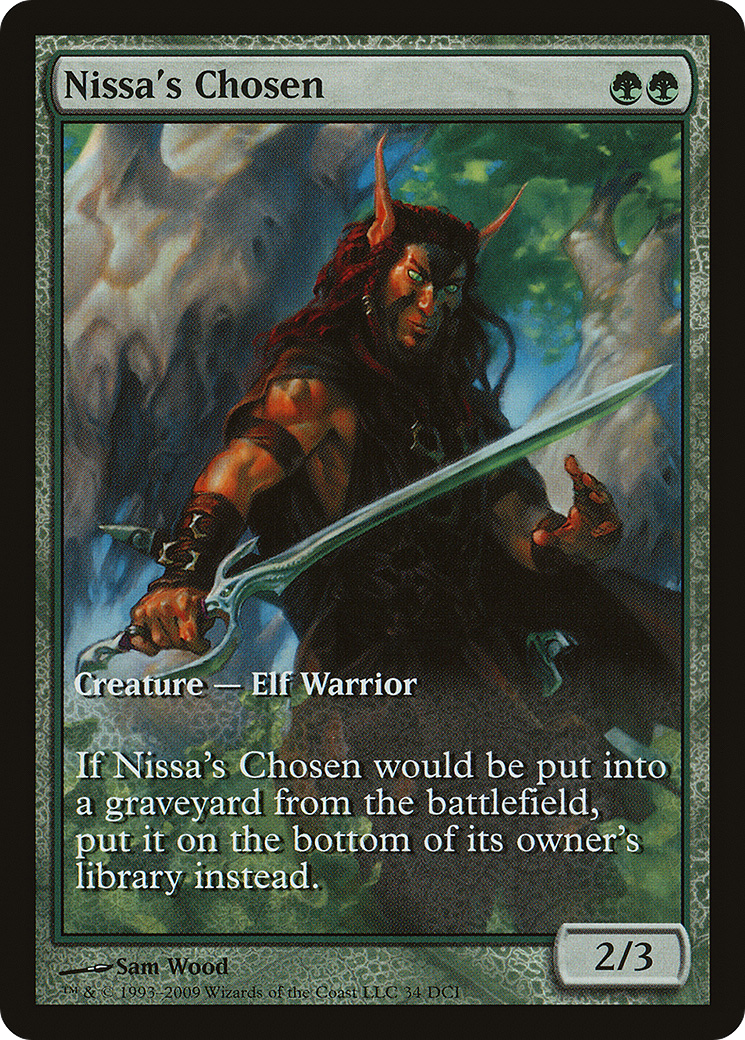 Nissa's Chosen
Creature — Elf Warrior
If Nissa's Chosen would be put into
a graveyard from the battlefield,
put it on the bottom of its owner's
library instead.
2/3
Sam Wood
™ & © 1993–2009 Wizards of the Coast LLC 34 DCI